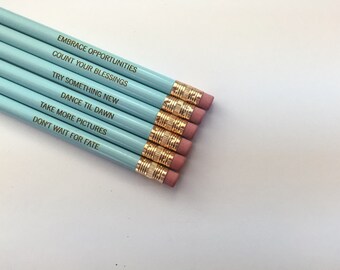 EMBRACE OPPORTUNITIES
COUNT YOUR BLESSINGS
TRY SOMETHING NEW
DANCE TIL DAWN
TAKE MORE PICTURES
DON'T WAIT FOR FATE